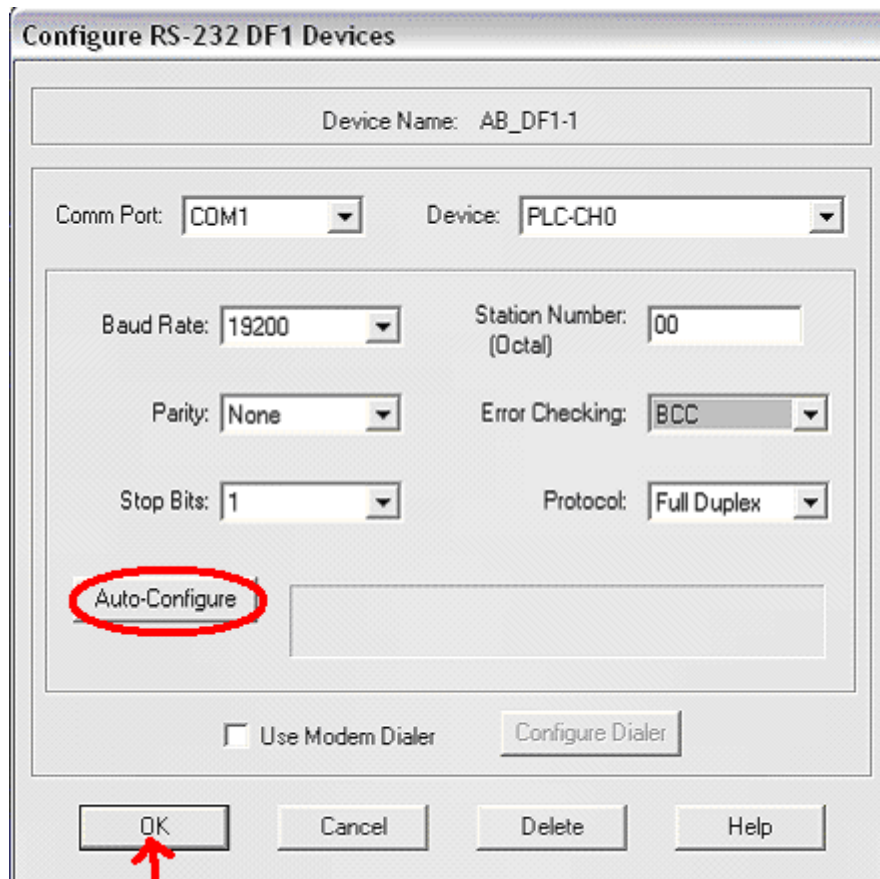 Configure RS-232 DF1 Devices
Device Name: AB_DF1-1
Comm Port: COM1 Device: PLC-CH0
Baud Rate: 19200 Station Number: 00
(Octal)
Parity: None Error Checking: BCC
Stop Bits: 1 Protocol: Full Duplex
Auto-Configure
Use Modem Dialer Configure Dialer
OK Cancel Delete Help